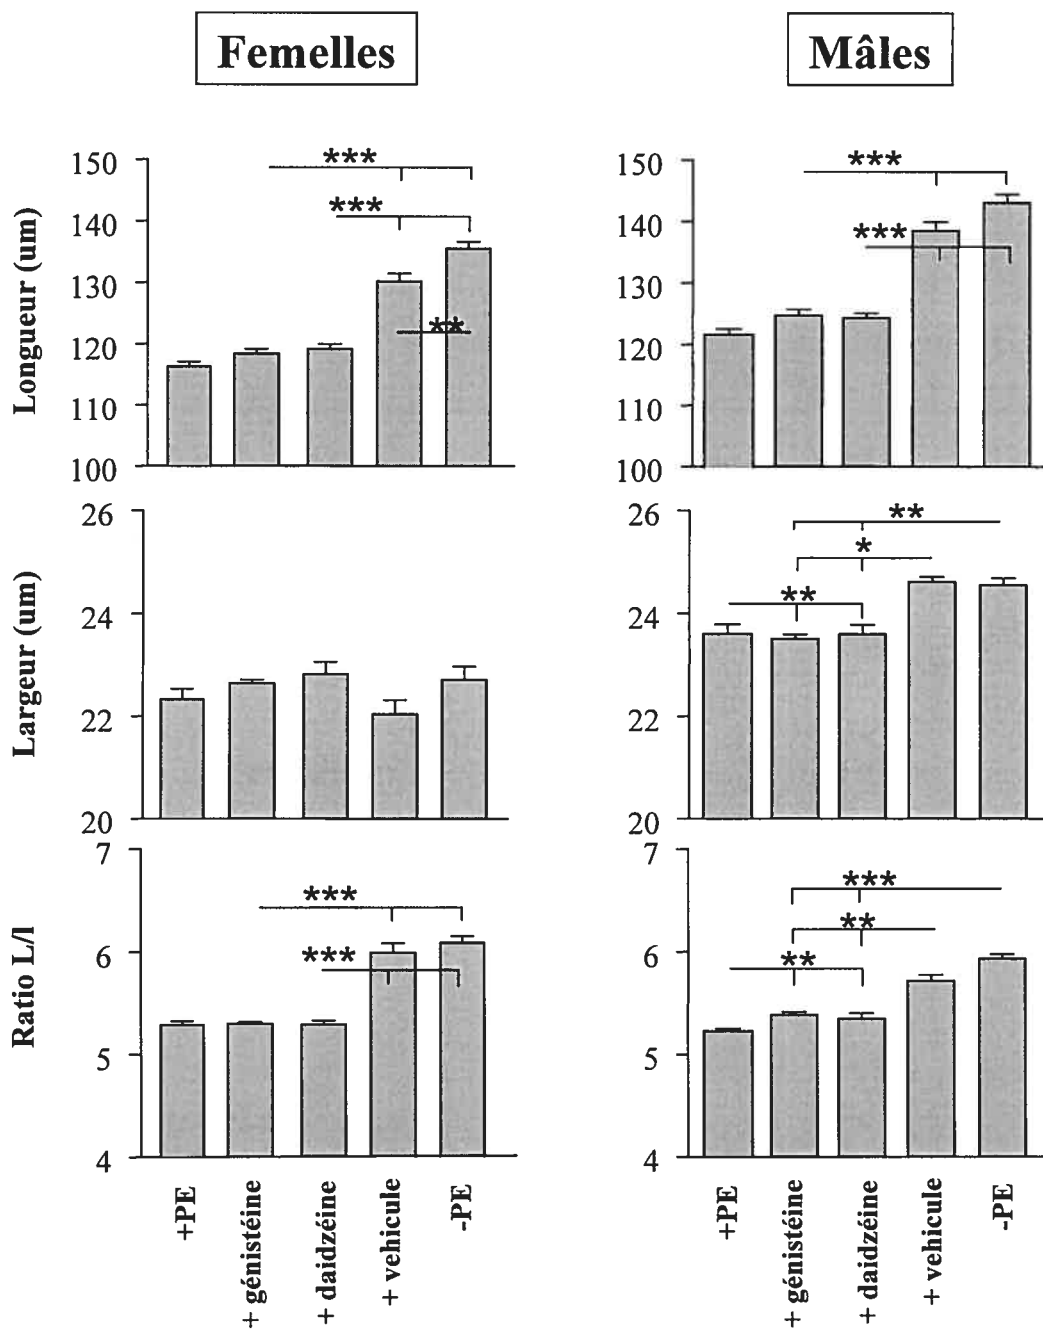 Femelles
Mâles
Longueur (um)
150
140
130
120
110
100
***
***
**
150
140
130
120
110
100
***
***
Largeur (um)
26
24
22
20
26
24
22
20
**
*
**
Ratio L/l
7
6
5
4
***
***
7
6
5
4
***
**
**
+PE
+ génistéine
+ daidzéine
+ vehicule
-PE
+PE
+ génistéine
+ daidzéine
+ vehicule
-PE